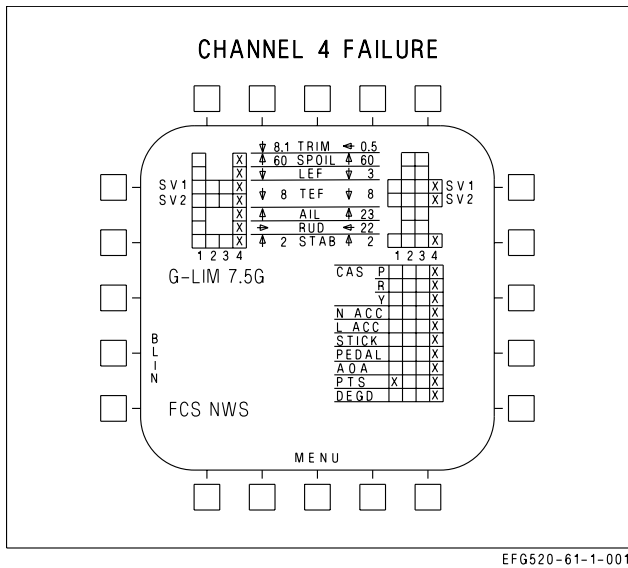 CHANNEL 4 FAILURE
8.1 TRIM 0.5
X 60 SPOIL 60
X LEF 3
SV1 X 8 TEF 8 X SV1
SV2 X X SV2
X AIL 23
X RUD 22
X 2 STAB 2 X
1 2 3 4 1 2 3 4
G-LIM 7.5G
CAS P X
R X
Y X
N ACC X
L ACC X
STICK X
PEDAL X
AOA X
PTS X X
DEGD X
BLIN
FCS NWS
MENU
EFG520-61-1-001